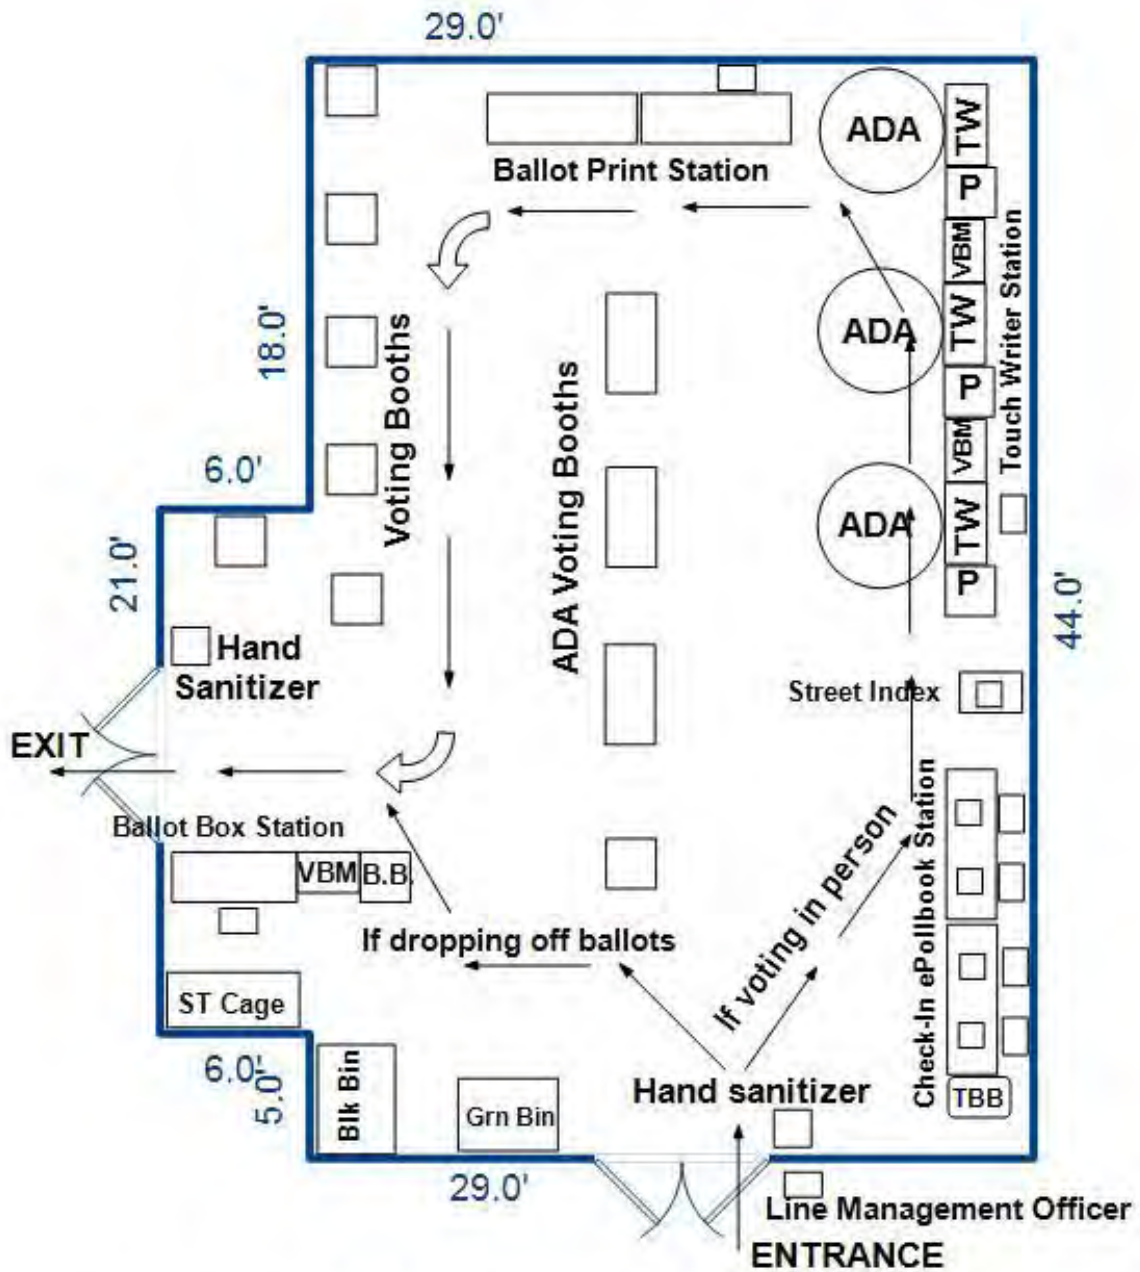 29.0'
ADA
TW
Ballot Print Station
P
VBM
Touch Writer Station
18.0'
Voting Booths
ADA Voting Booths
ADA
TW
P
VBM
6.0'
ADA
TW
P
21.0'
44.0'
Hand
Sanitizer
Street Index
EXIT
Ballot Box Station
VBM
B.B.
Check-In ePollbook Station
If voting in person
If dropping off ballots
ST Cage
6.0'
5.0'
Blk Bin
Grn Bin
Hand sanitizer
TBB
29.0'
Line Management Officer
ENTRANCE